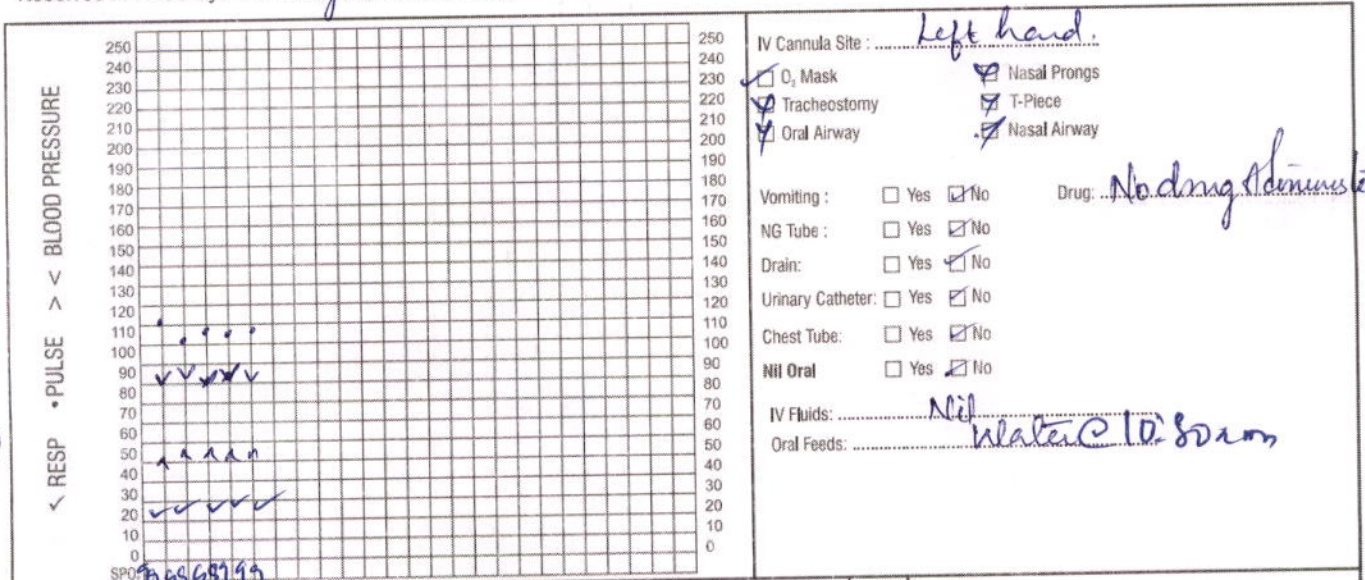 250 250 IV Cannula Site : Left hand.
240 240 O₂ Mask Nasal Prongs
230 230
220 220 Tracheostomy T-Piece
210 210
200 200 Oral Airway Nasal Airway
190 190
180 180 Vomiting : Yes No Drug: No drug
170 170
160 160 NG Tube : Yes No
150 150
140 140 Drain: Yes No
130 130
120 120 Urinary Catheter: Yes No
110 110
100 100 Chest Tube: Yes No
90 90
80 80 Nil Oral Yes No
70 70
60 60 IV Fluids: Nil
50 50 Oral Feeds: Water @
40 40
30 30
20 20
10 10
0 0
< RESP • PULSE > < BLOOD PRESSURE